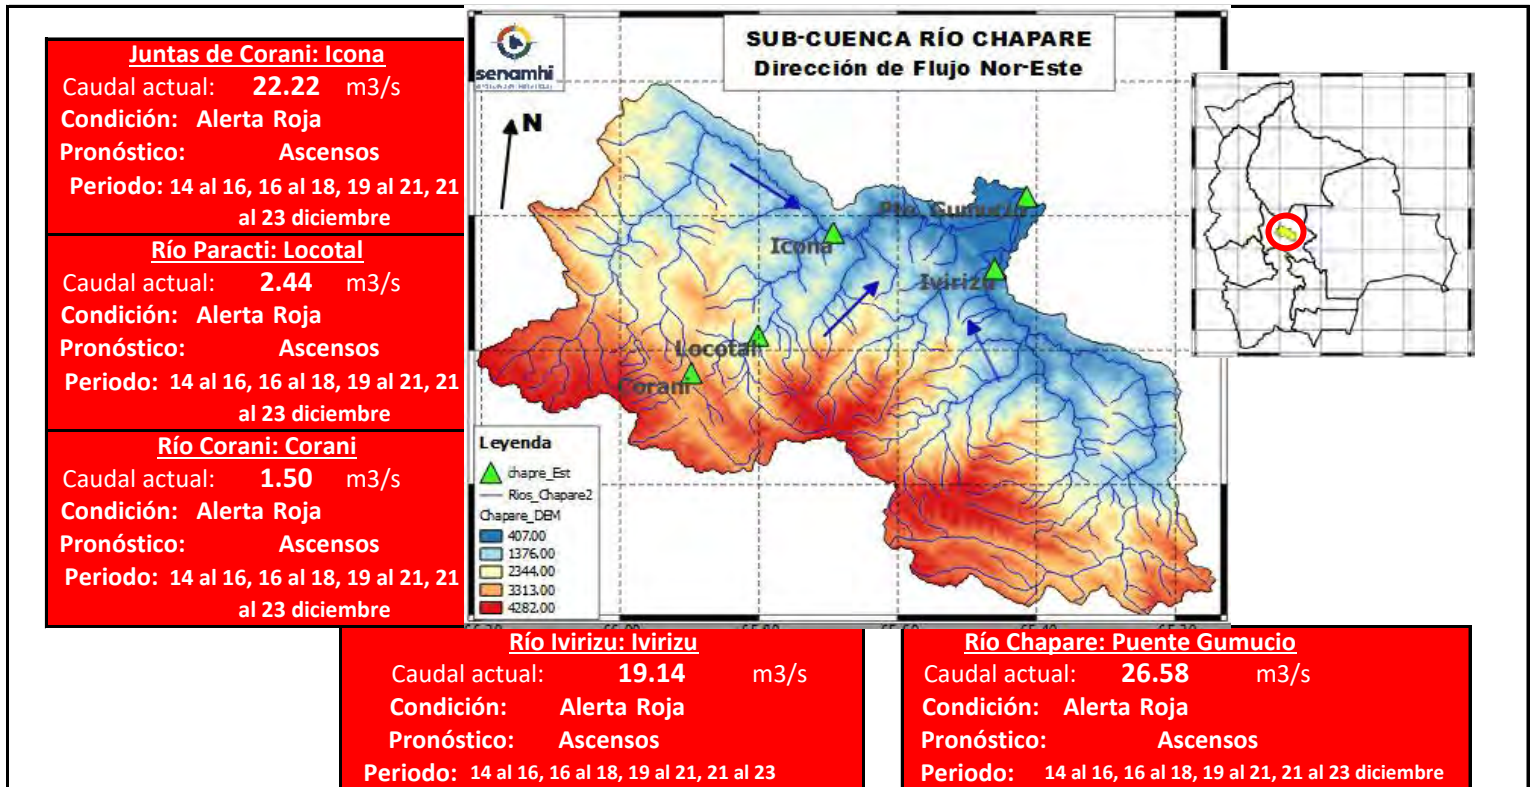 Juntas de Corani: Icona
Caudal actual: 22.22 m3/s
Condición: Alerta Roja
Pronóstico: Ascensos
Periodo: 14 al 16, 16 al 18, 19 al 21, 21
al 23 diciembre
Río Paracti: Locotal
Caudal actual: 2.44 m3/s
Condición: Alerta Roja
Pronóstico: Ascensos
Periodo: 14 al 16, 16 al 18, 19 al 21, 21
al 23 diciembre
Río Corani: Corani
Caudal actual: 1.50 m3/s
Condición: Alerta Roja
Pronóstico: Ascensos
Periodo: 14 al 16, 16 al 18, 19 al 21, 21
al 23 diciembre
senamhi
SUB-CUENCA RÍO CHAPARE
Dirección de Flujo Nor-Este
N
Pto. Gumucio
Icona
Ivirizu
Locotal
Corani
Leyenda
chapre_Est
Rios_Chapare2
Chapare_DEM
407.00
1376.00
2344.00
3313.00
4282.00
Río Ivirizu: Ivirizu
Caudal actual: 19.14 m3/s
Condición: Alerta Roja
Pronóstico: Ascensos
Periodo: 14 al 16, 16 al 18, 19 al 21, 21 al 23
Río Chapare: Puente Gumucio
Caudal actual: 26.58 m3/s
Condición: Alerta Roja
Pronóstico: Ascensos
Periodo: 14 al 16, 16 al 18, 19 al 21, 21 al 23 diciembre